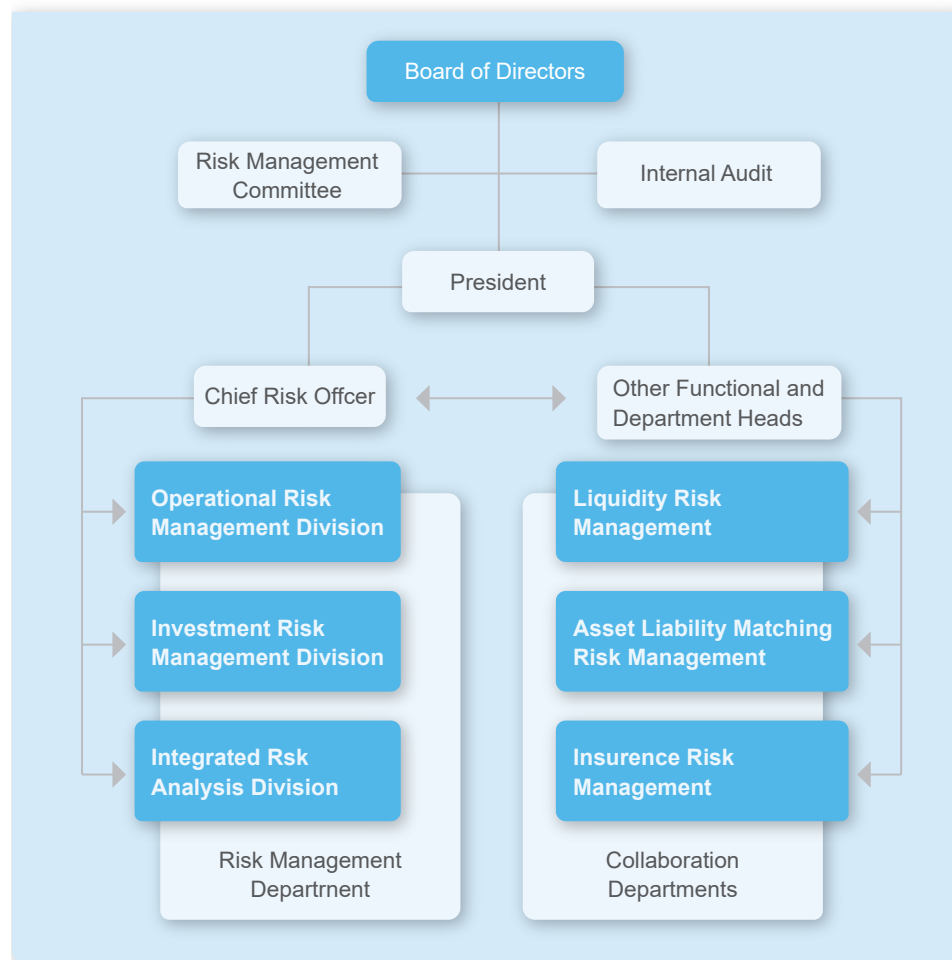 Board of Directors
Risk Management
Committee
Internal Audit
President
Chief Risk Offcer
Other Functional and
Department Heads
Operational Risk
Management Division
Liquidity Risk
Management
Investment Risk
Management Division
Asset Liability Matching
Risk Management
Integrated Rsk
Analysis Division
Insurence Risk
Management
Risk Management
Departrnent
Collaboration
Departments